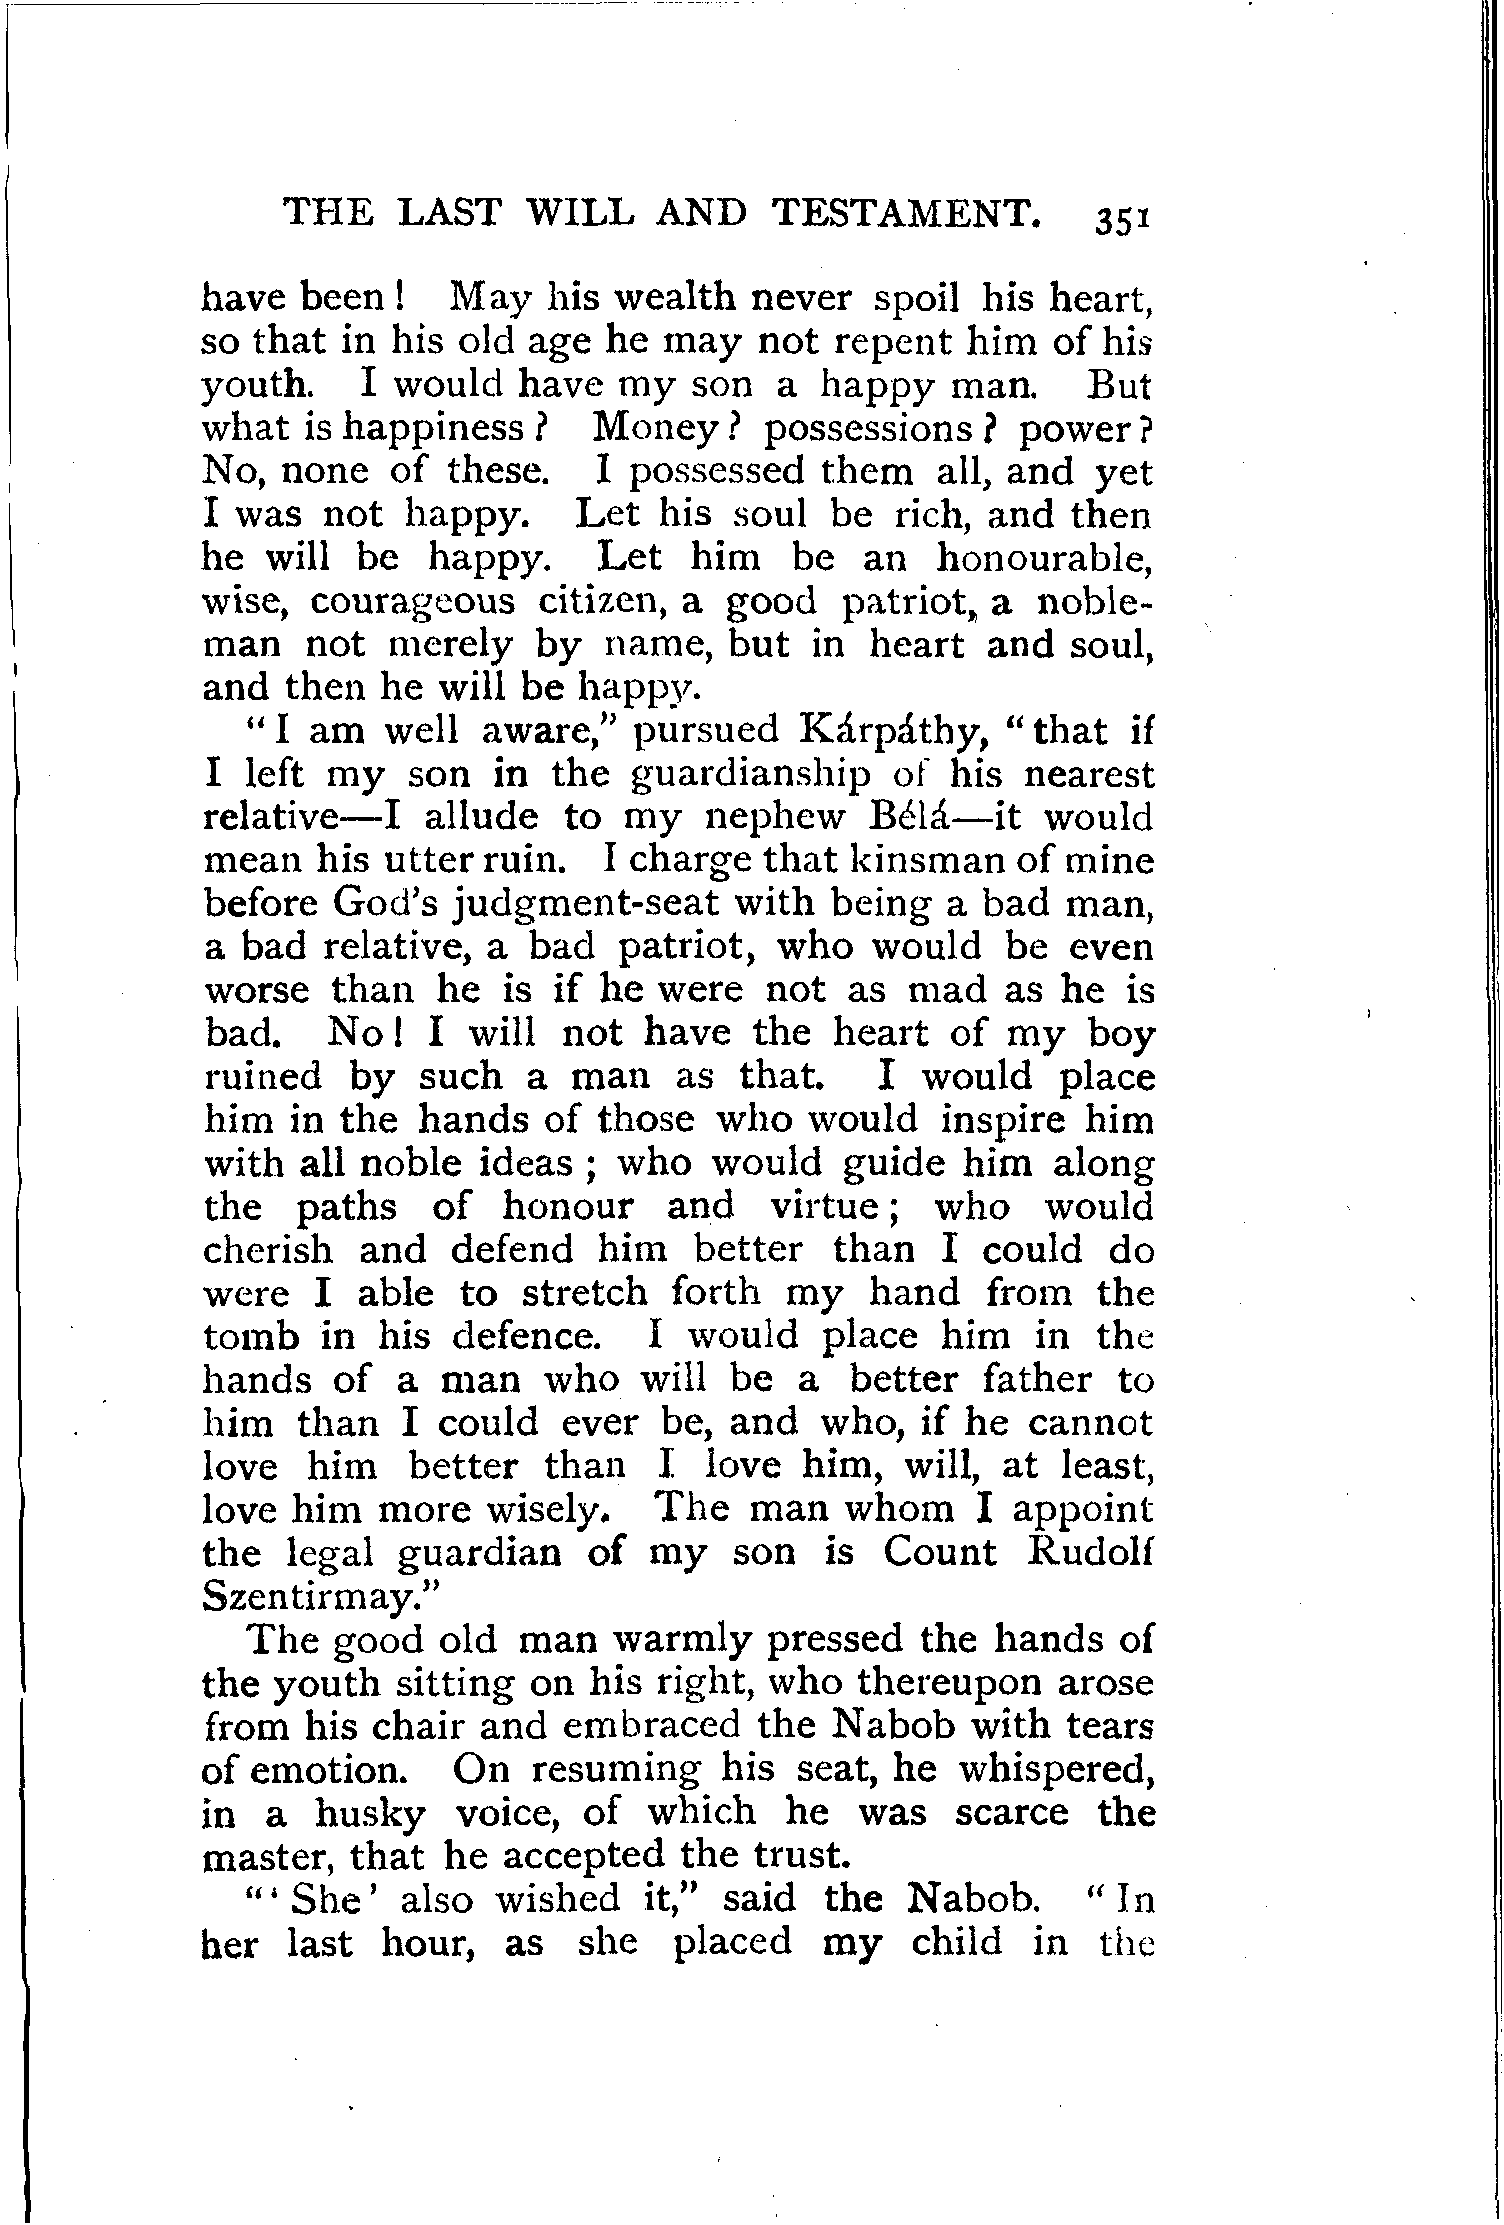 THE LAST WILL AND TESTAMENT. 351
have been! May his wealth never spoil his heart,
so that in his old age he may not repent him of his
youth. I would have my son a happy man. But
what is happiness? Money? possessions? power?
No, none of these. I possessed them all, and yet
I was not happy. Let his soul be rich, and then
he will be happy. Let him be an honourable,
wise, courageous citizen, a good patriot, a noble-
man not merely by name, but in heart and soul,
and then he will be happy.
"I am well aware," pursued Kárpáthy, "that if
I left my son in the guardianship of his nearest
relative—I allude to my nephew Bélá—it would
mean his utter ruin. I charge that kinsman of mine
before God's judgment-seat with being a bad man,
a bad relative, a bad patriot, who would be even
worse than he is if he were not as mad as he is
bad. No! I will not have the heart of my boy
ruined by such a man as that. I would place
him in the hands of those who would inspire him
with all noble ideas; who would guide him along
the paths of honour and virtue; who would
cherish and defend him better than I could do
were I able to stretch forth my hand from the
tomb in his defence. I would place him in the
hands of a man who will be a better father to
him than I could ever be, and who, if he cannot
love him better than I love him, will, at least,
love him more wisely. The man whom I appoint
the legal guardian of my son is Count Rudolf
Szentirmay."
The good old man warmly pressed the hands of
the youth sitting on his right, who thereupon arose
from his chair and embraced the Nabob with tears
of emotion. On resuming his seat, he whispered,
in a husky voice, of which he was scarce the
master, that he accepted the trust.
"'She' also wished it," said the Nabob. "In
her last hour, as she placed my child in the